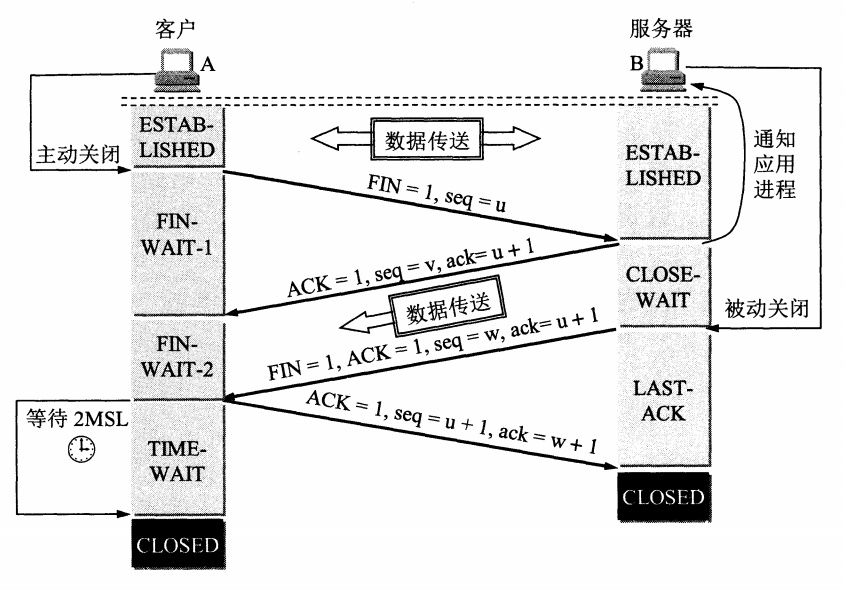 客户
服务器
A
B
ESTAB-
LISHED
数据传送
主动关闭
ESTAB-
LISHED
通知
应用
进程
FIN = 1, seq = u
FIN-
WAIT-1
ACK = 1, seq = v, ack= u + 1
CLOSE-
WAIT
数据传送
被动关闭
FIN-
WAIT-2
FIN = 1, ACK = 1, seq = w, ack= u + 1
LAST-
ACK
等待 2MSL
ACK = 1, seq = u + 1, ack = w + 1
TIME-
WAIT
CLOSED
CLOSED